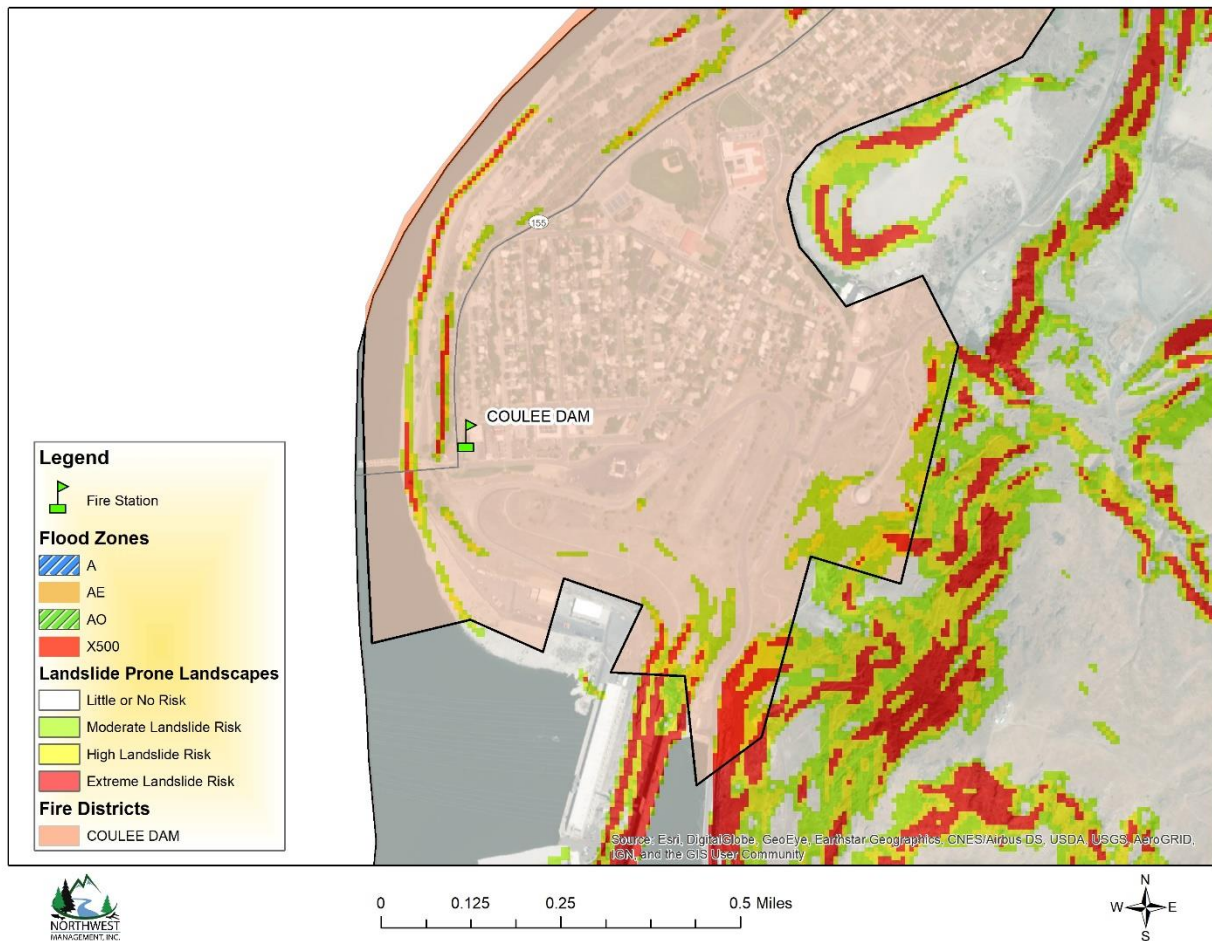 155
COULEE DAM
Legend
Fire Station
Flood Zones
A
AE
AO
X500
Landslide Prone Landscapes
Little or No Risk
Moderate Landslide Risk
High Landslide Risk
Extreme Landslide Risk
Fire Districts
COULEE DAM
Source: Esri, DigitalGlobe, GeoEye, Earthstar Geographics, CNES/Airbus DS, USDA, USGS, AeroGRID,
IGN, and the GIS User Community
NORTHWEST
MANAGEMENT, INC.
0 0.125 0.25 0.5 Miles
N
W E
S